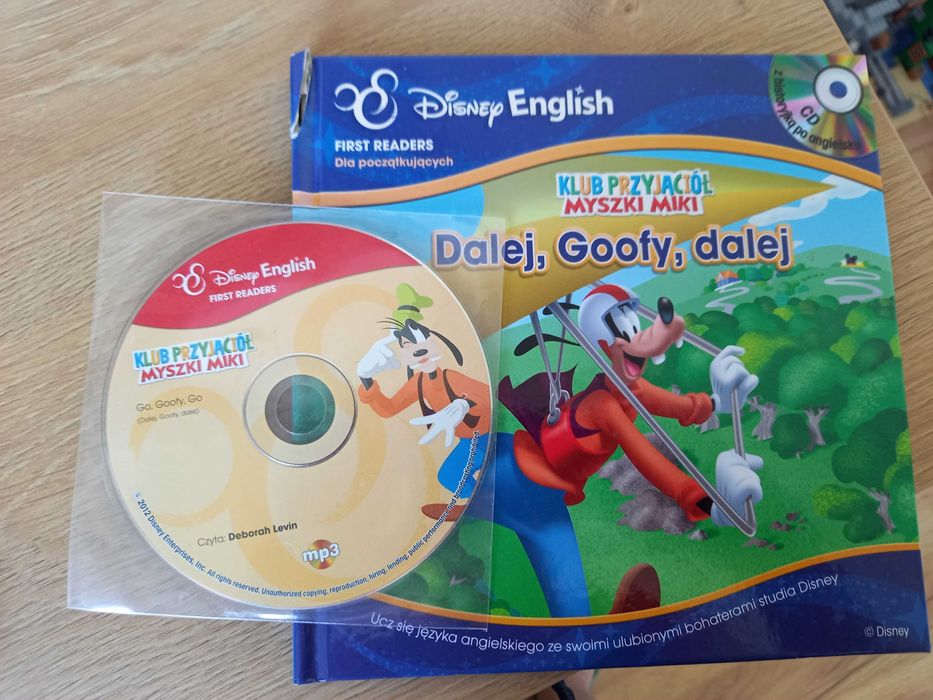 Disney English
FIRST READERS
Dla początkujących
CD
z historyjką po angielsku
KLUB PRZYJACIÓŁ
MYSZKI MIKI
Dalej, Goofy, dalej
Ucz się języka angielskiego ze swoimi ulubionymi bohaterami studia Disney
© Disney
Disney English
FIRST READERS
KLUB PRZYJACIÓŁ
MYSZKI MIKI
Go, Goofy, Go
(Dalej, Goofy, dalej)
Czyta: Deborah Levin
mp3
© 2012 Disney Enterprises, Inc. All rights reserved. Unauthorized copying, reproduction, hiring, lending, public performance and broadcasting prohibited